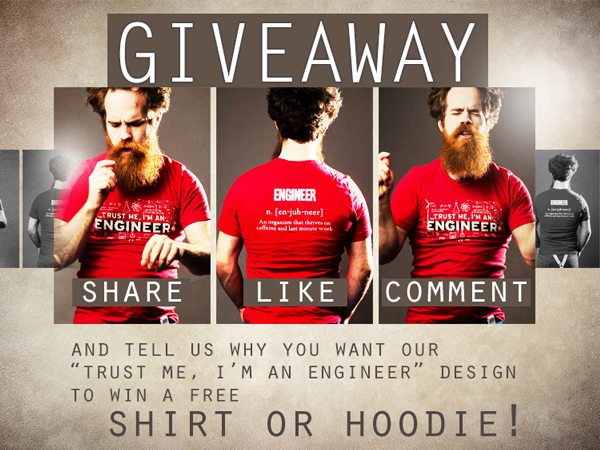 GIVEAWAY
TRUST ME, I'M AN
ENGINEER
ENGINEER
n. [en-juh-neer]
An organism that thrives on
caffeine and last minute work
TRUST ME, I'M AN
ENGINEER
ENGINEER
SHARE
LIKE
COMMENT
AND TELL US WHY YOU WANT OUR
“TRUST ME, I'M AN ENGINEER” DESIGN
TO WIN A FREE
SHIRT OR HOODIE!